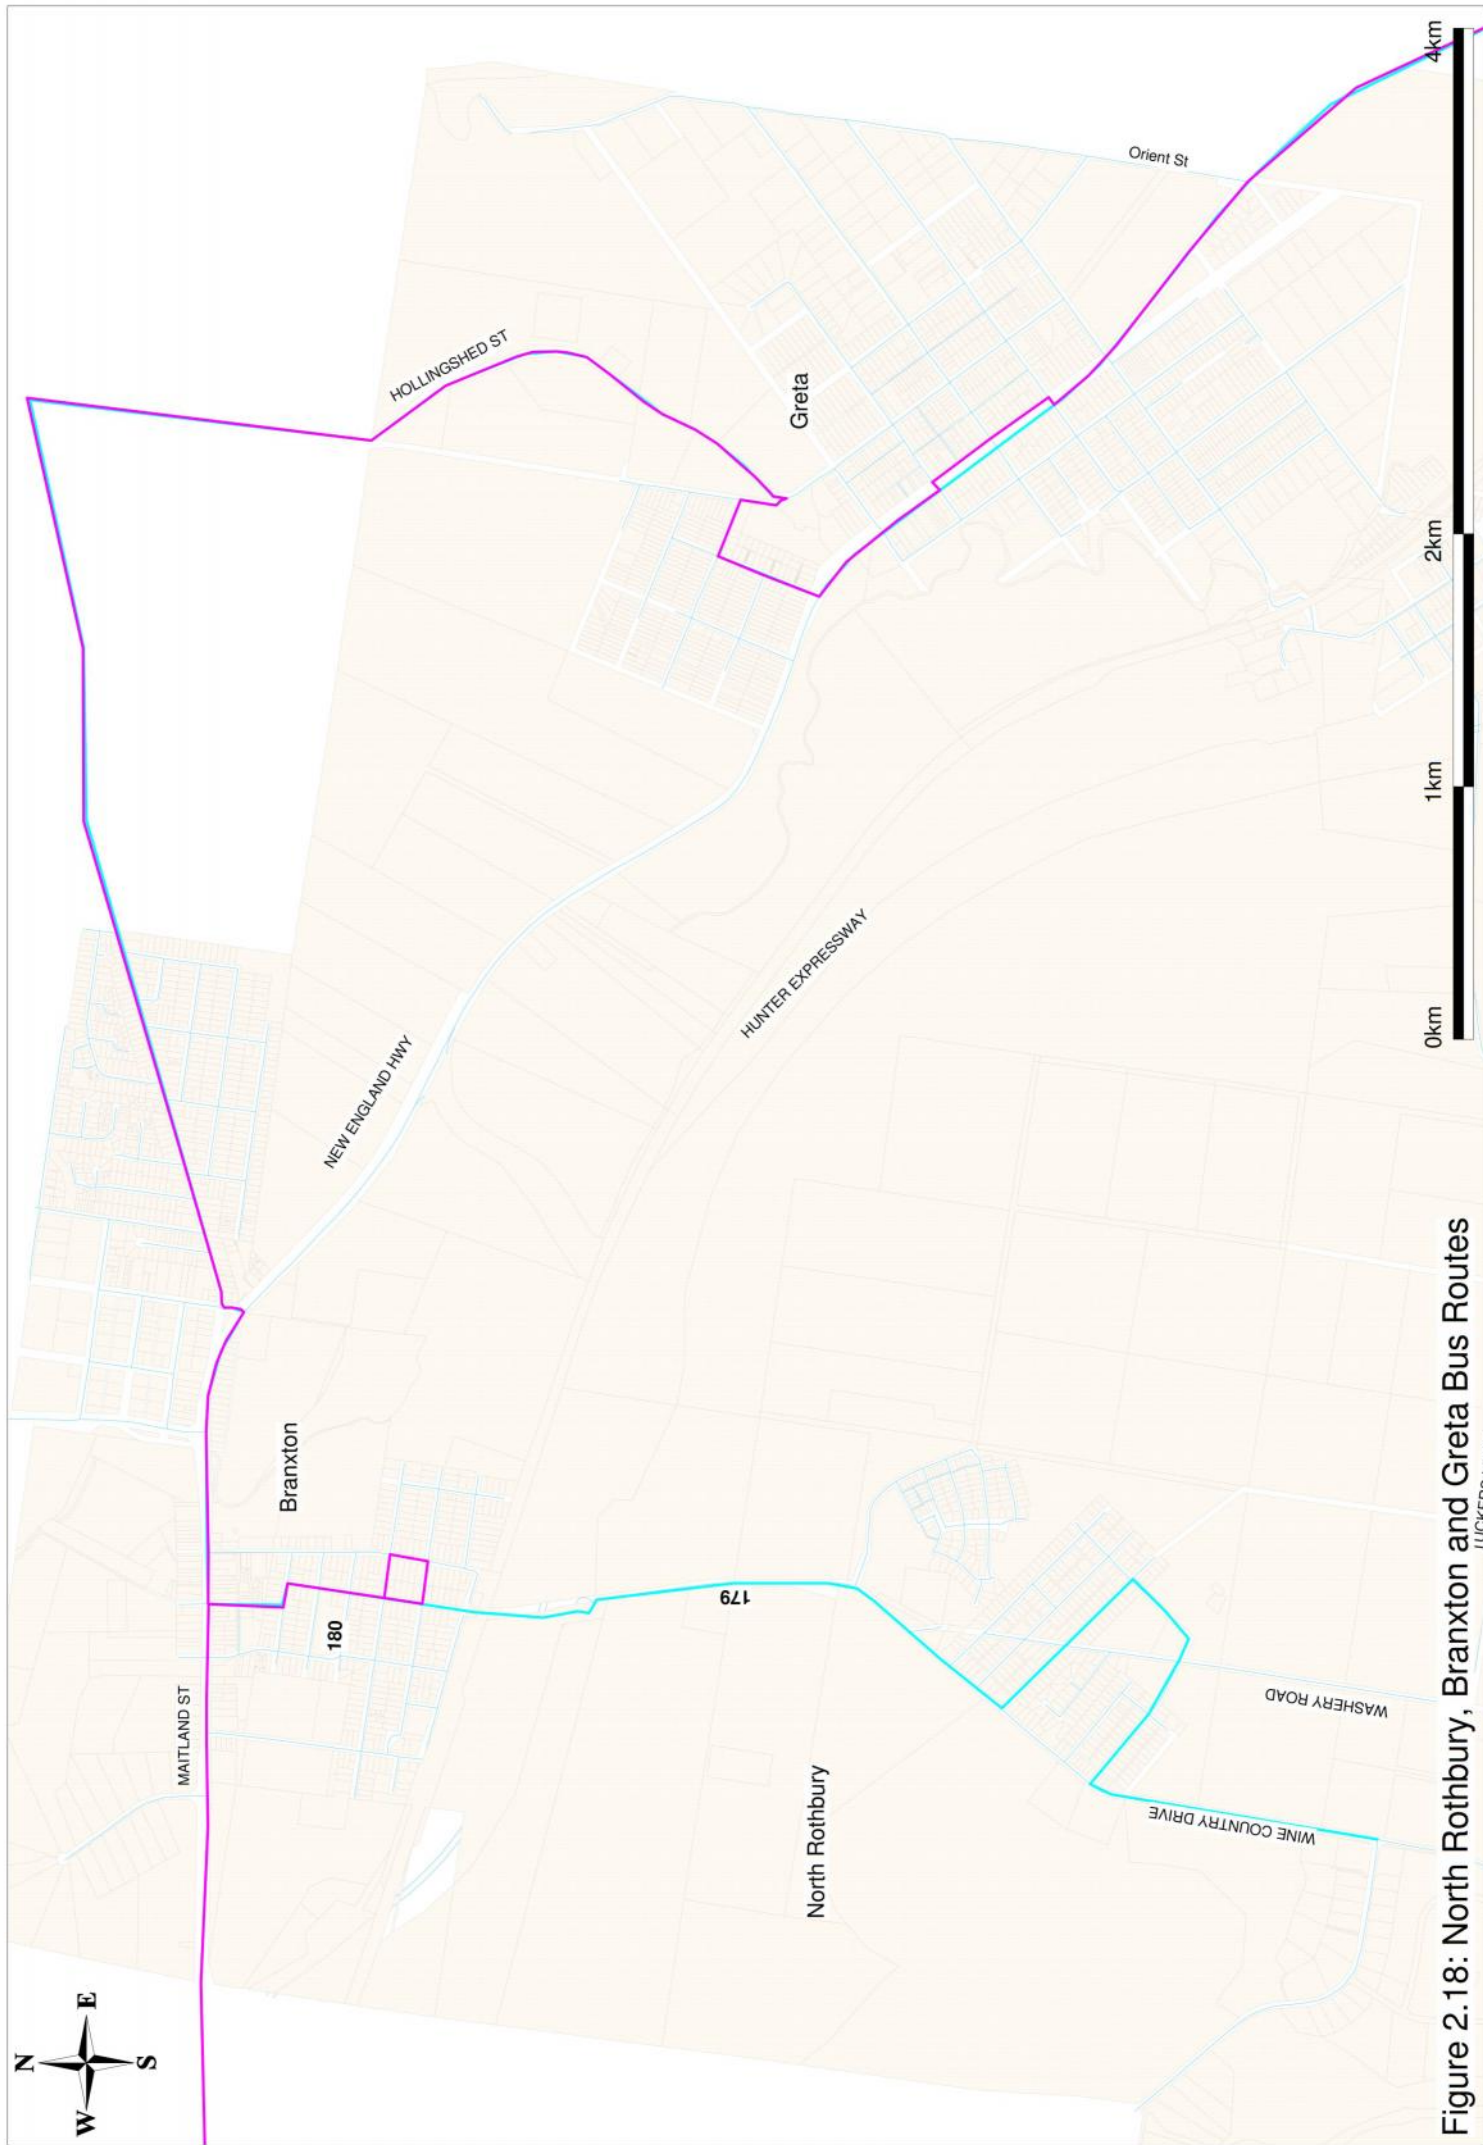 N
W E
S
MAITLAND ST
Branxton
180
179
North Rothbury
WINE COUNTRY DRIVE
WASHERY ROAD
NEW ENGLAND HWY
HUNTER EXPRESSWAY
HOLLINGSHED ST
Greta
Orient St
0km 1km 2km 4km
Figure 2.18: North Rothbury, Branxton and Greta Bus Routes